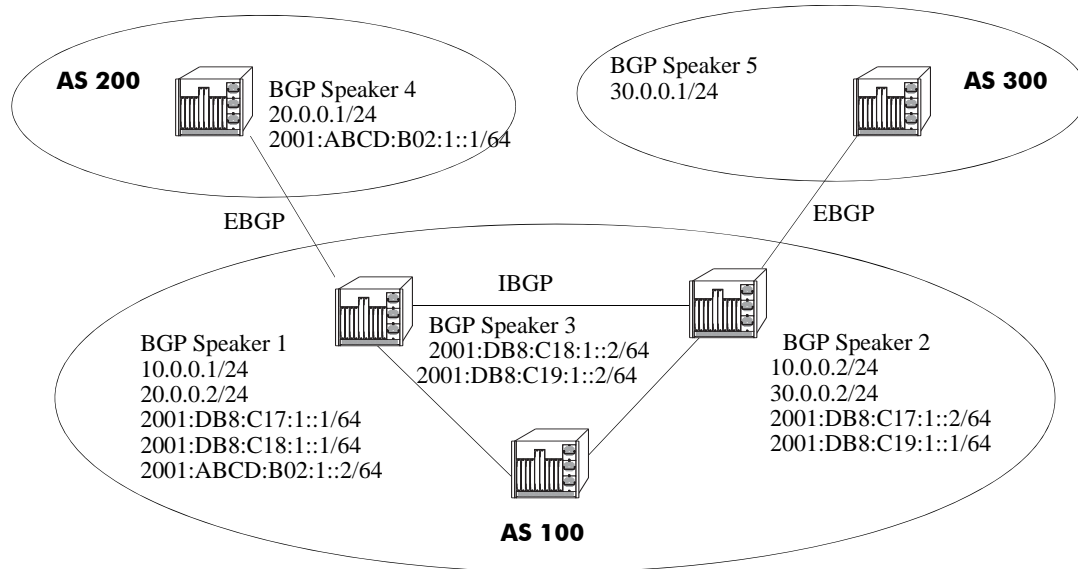 AS 200
BGP Speaker 4
20.0.0.1/24
2001:ABCD:B02:1::1/64
BGP Speaker 5
30.0.0.1/24
AS 300
EBGP
EBGP
IBGP
BGP Speaker 1
10.0.0.1/24
20.0.0.2/24
2001:DB8:C17:1::1/64
2001:DB8:C18:1::1/64
2001:ABCD:B02:1::2/64
BGP Speaker 3
2001:DB8:C18:1::2/64
2001:DB8:C19:1::2/64
BGP Speaker 2
10.0.0.2/24
30.0.0.2/24
2001:DB8:C17:1::2/64
2001:DB8:C19:1::1/64
AS 100